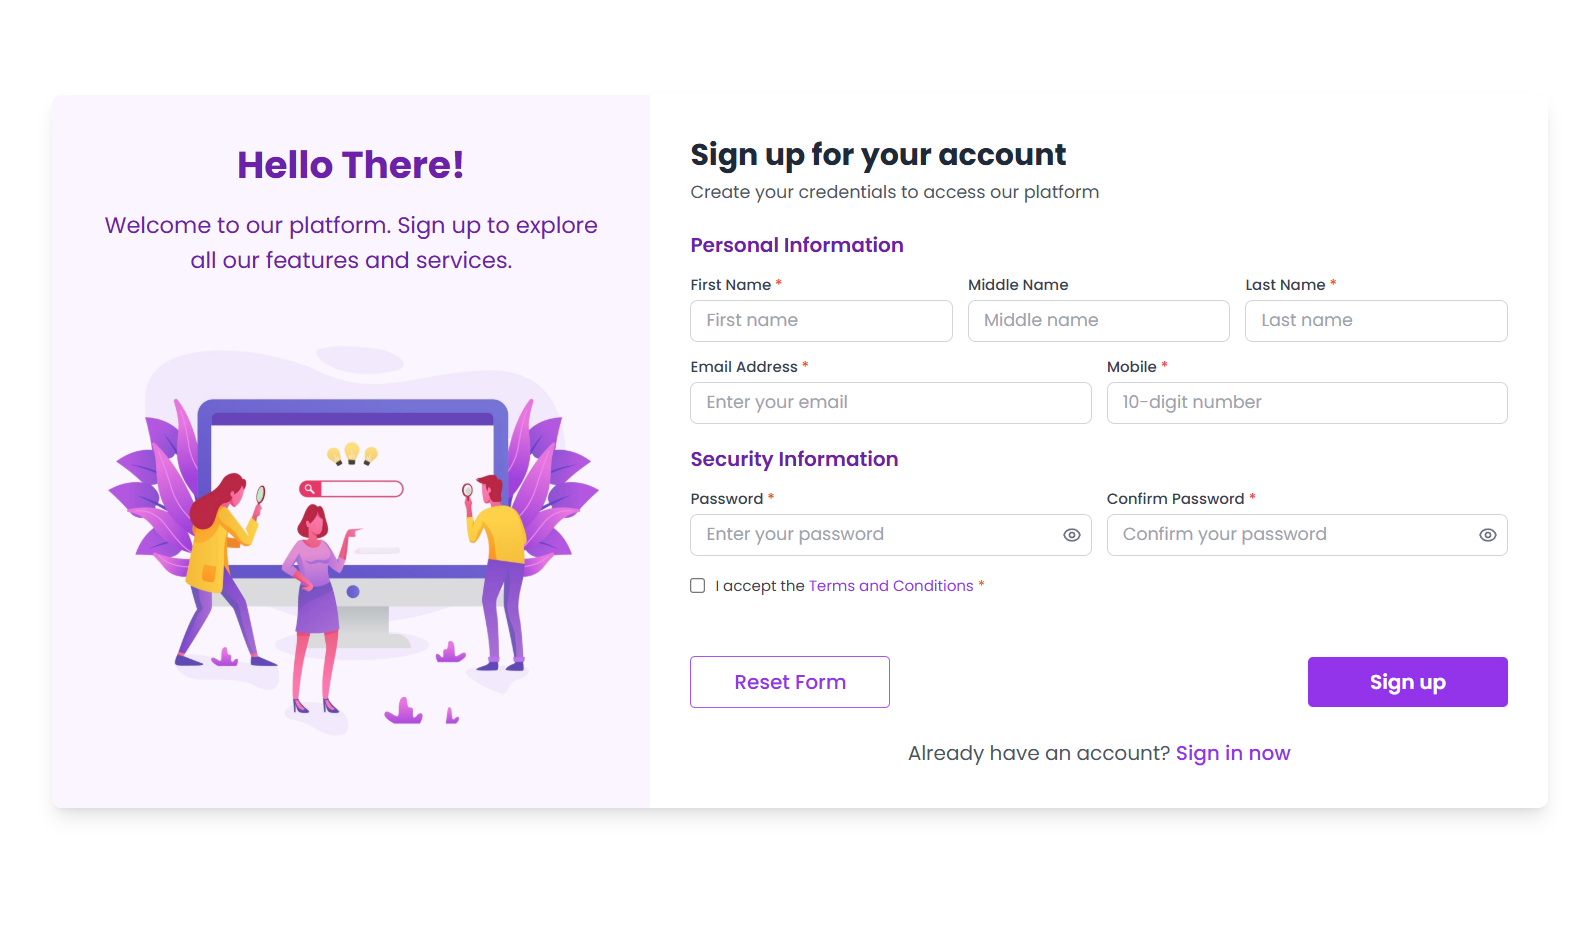 Hello There!
Welcome to our platform. Sign up to explore
all our features and services.
Sign up for your account
Create your credentials to access our platform
Personal Information
First Name * Middle Name Last Name *
First name Middle name Last name
Email Address * Mobile *
Enter your email 10-digit number
Security Information
Password * Confirm Password *
Enter your password Confirm your password
I accept the Terms and Conditions *
Reset Form Sign up
Already have an account? Sign in now